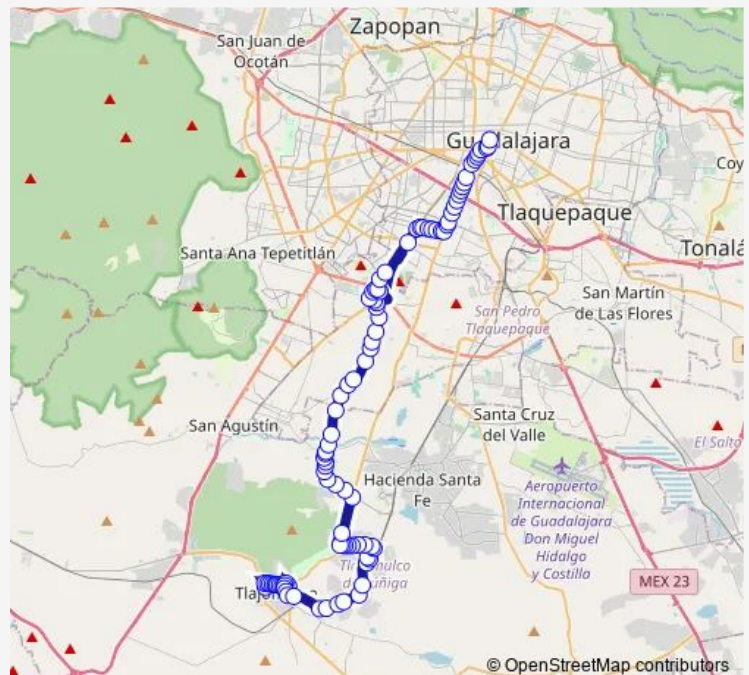 Zapopan
San Juan de
Ocotán
Guadalajara
Coy
Tlaquepaque
Tonalá
Santa Ana Tepetitlán
San Martín
de Las Flores
San Pedro
Tlaquepaque
San Agustín
Santa Cruz
del Valle
El Salto
Hacienda Santa
Fe
Aeropuerto
Internacional
de Guadalajara
Don Miguel
Hidalgo
y Costilla
MEX 23
© OpenStreetMap contributors